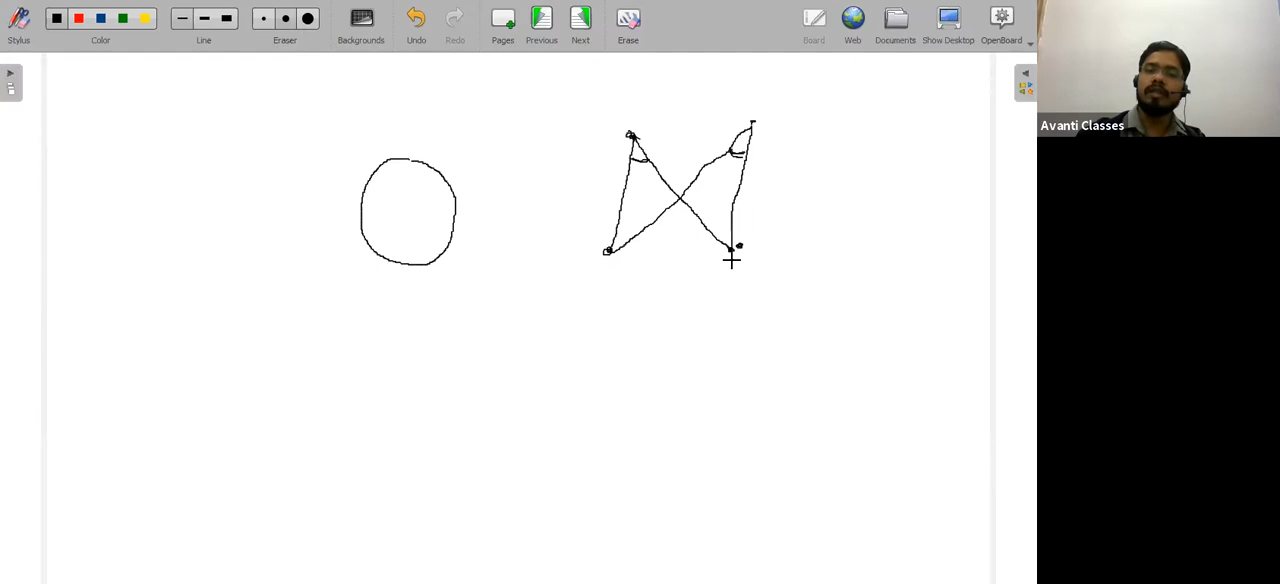 Stylus
Color
Line
Eraser
Backgrounds
Undo
Redo
Pages
Previous
Next
Erase
Board
Web
Documents
Show Desktop
OpenBoard
Avanti Classes